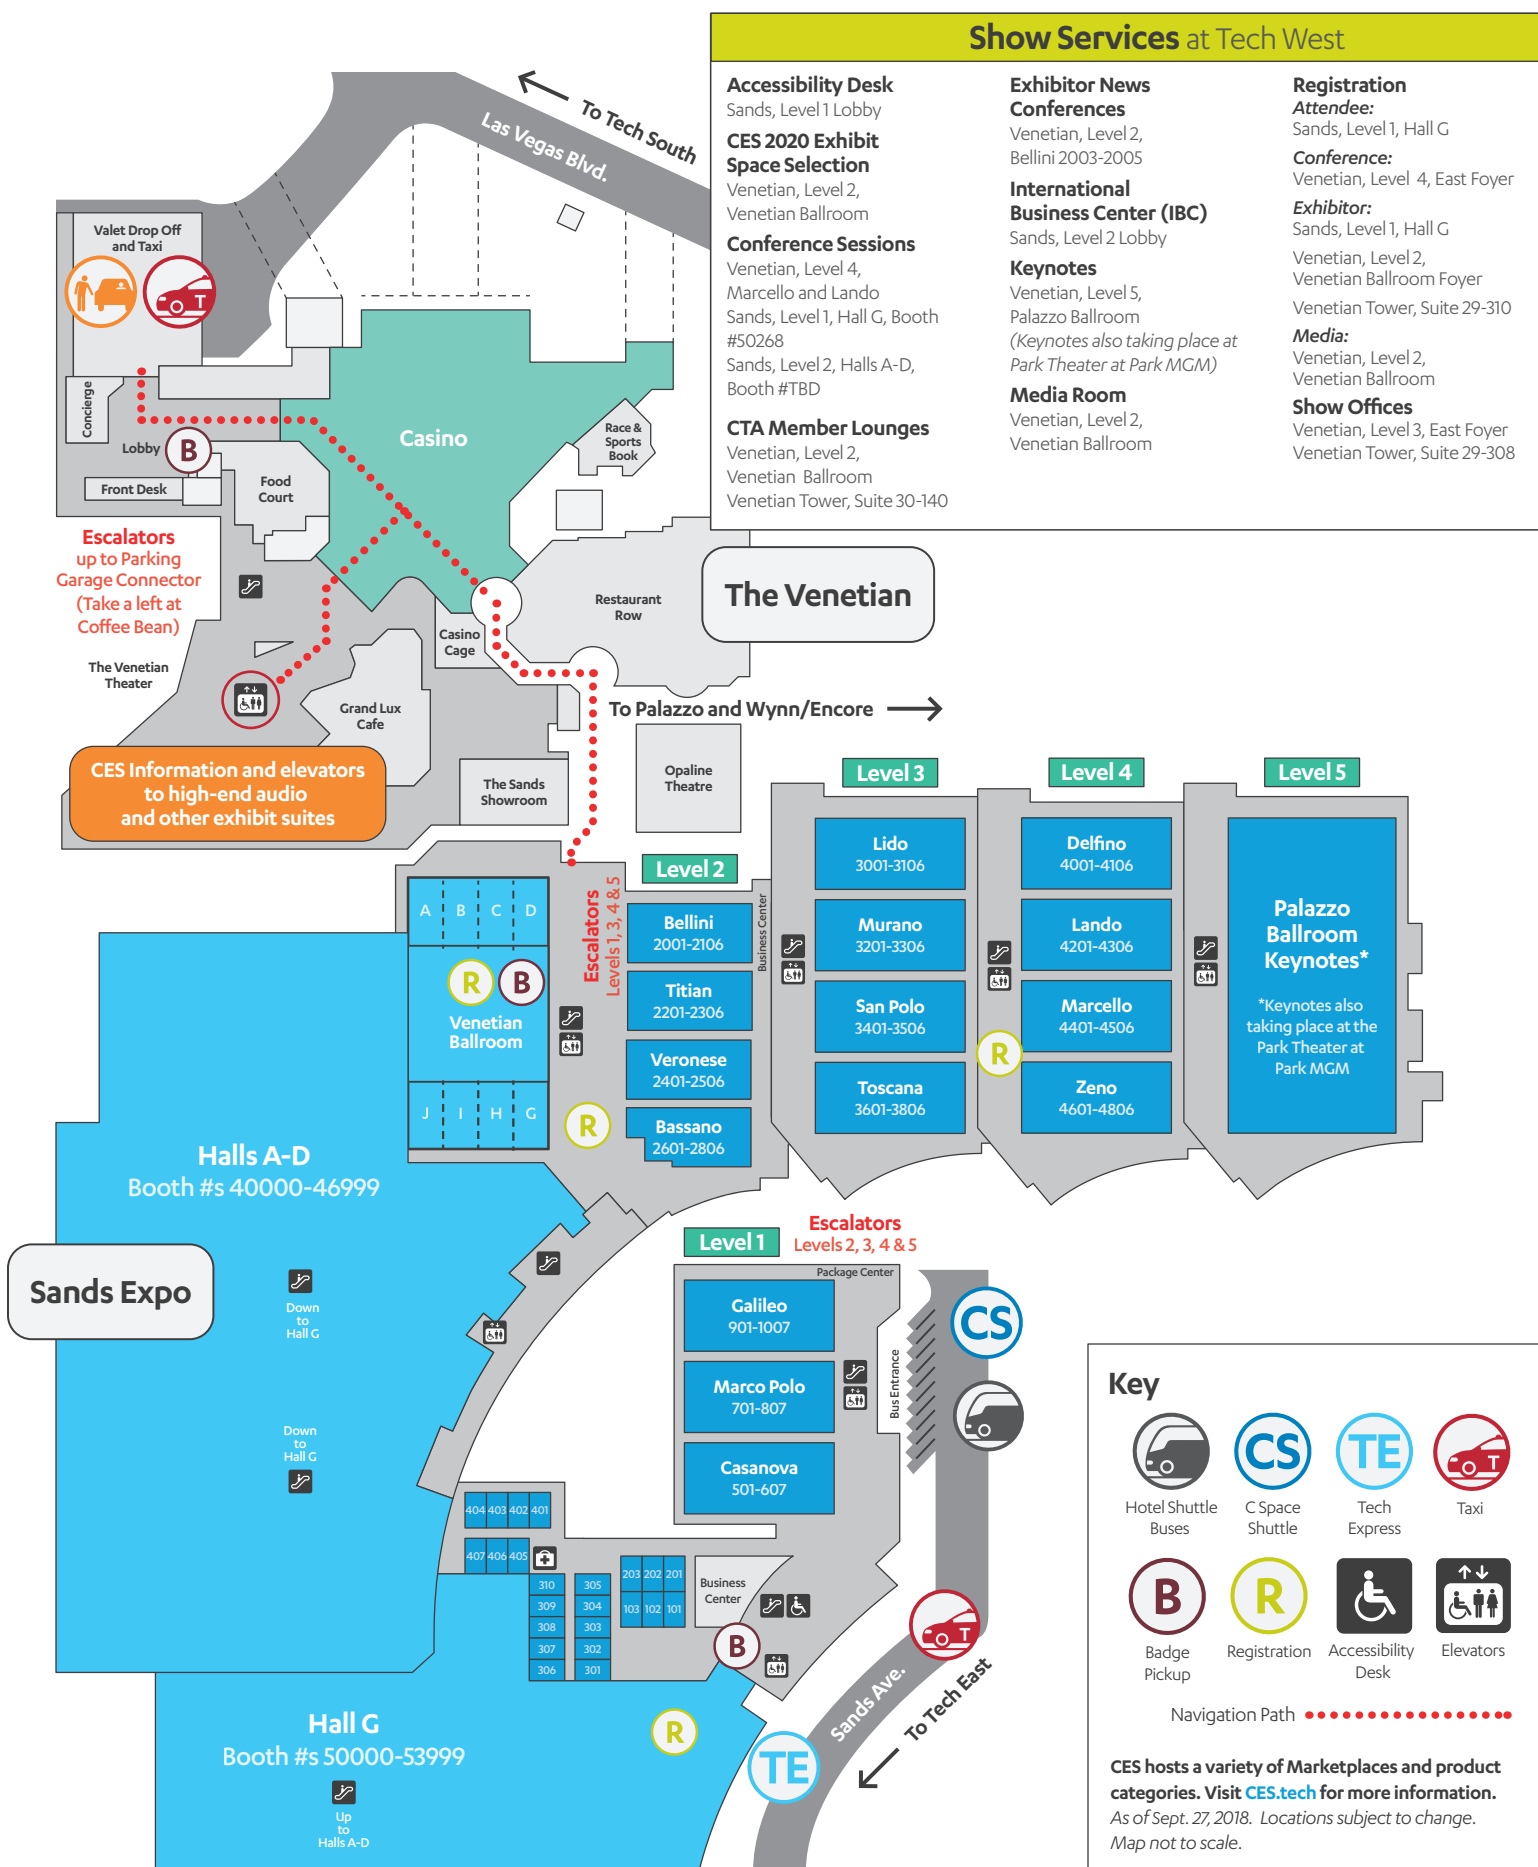 Show Services at Tech West
Accessibility Desk
Sands, Level 1 Lobby
CES 2020 Exhibit
Space Selection
Venetian, Level 2,
Venetian Ballroom
Conference Sessions
Venetian, Level 4,
Marcello and Lando
Sands, Level 1, Hall G, Booth
#50268
Sands, Level 2, Halls A-D,
Booth #TBD
CTA Member Lounges
Venetian, Level 2,
Venetian Ballroom
Venetian Tower, Suite 30-140
Exhibitor News
Conferences
Venetian, Level 2,
Bellini 2003-2005
International
Business Center (IBC)
Sands, Level 2 Lobby
Keynotes
Venetian, Level 5,
Palazzo Ballroom
(Keynotes also taking place at
Park Theater at Park MGM)
Media Room
Venetian, Level 2,
Venetian Ballroom
Registration
Attendee:
Sands, Level 1, Hall G
Conference:
Venetian, Level 4, East Foyer
Exhibitor:
Sands, Level 1, Hall G
Venetian, Level 2,
Venetian Ballroom Foyer
Venetian Tower, Suite 29-310
Media:
Venetian, Level 2,
Venetian Ballroom
Show Offices
Venetian, Level 3, East Foyer
Venetian Tower, Suite 29-308
To Tech South
Las Vegas Blvd.
Valet Drop Off
and Taxi
T
Concierge
Lobby
B
Front Desk
Food
Court
Casino
Race &
Sports
Book
Escalators
up to Parking
Garage Connector
(Take a left at
Coffee Bean)
The Venetian
Restaurant
Row
Casino
Cage
The Venetian
Theater
Grand Lux
Cafe
To Palazzo and Wynn/Encore
CES Information and elevators
to high-end audio
and other exhibit suites
The Sands
Showroom
Opaline
Theatre
Level 2
Level 3
Level 4
Level 5
A
B
C
D
R
B
Venetian
Ballroom
J
I
H
G
Escalators
Levels 1, 3, 4 & 5
R
Bellini
2001-2106
Titian
2201-2306
Veronese
2401-2506
Bassano
2601-2806
Business Center
Lido
3001-3106
Murano
3201-3306
San Polo
3401-3506
Toscana
3601-3806
R
Delfino
4001-4106
Lando
4201-4306
Marcello
4401-4506
Zeno
4601-4806
Palazzo
Ballroom
Keynotes*
*Keynotes also
taking place at the
Park Theater at
Park MGM
Halls A-D
Booth #s 40000-46999
Sands Expo
Down
to
Hall G
Down
to
Hall G
Level 1
Escalators
Levels 2, 3, 4 & 5
Package Center
Galileo
901-1007
Marco Polo
701-807
Casanova
501-607
Bus Entrance
CS
404 403 402 401
407 406 405
310
309
308
307
306
305
304
303
302
301
203 202 201
103 102 101
Business
Center
B
T
Sands Ave.
To Tech East
Hall G
Booth #s 50000-53999
R
TE
Up
to
Halls A-D
Key
CS
TE
T
Hotel Shuttle
Buses
C Space
Shuttle
Tech
Express
Taxi
B
R
Badge
Pickup
Registration
Accessibility
Desk
Elevators
Navigation Path
CES hosts a variety of Marketplaces and product
categories. Visit CES.tech for more information.
As of Sept. 27, 2018. Locations subject to change.
Map not to scale.